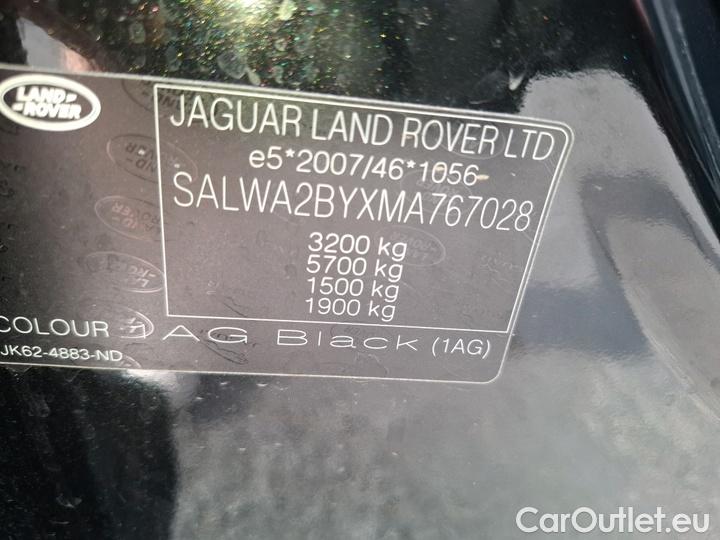 LAND-
-ROVER
JAGUAR LAND ROVER LTD
e5*2007/46*1056
SALWA2BYXMA767028
3200 kg
5700 kg
1500 kg
1900 kg
COLOUR 1AG Black (1AG)
JK62-4883-ND
CarOutlet.eu